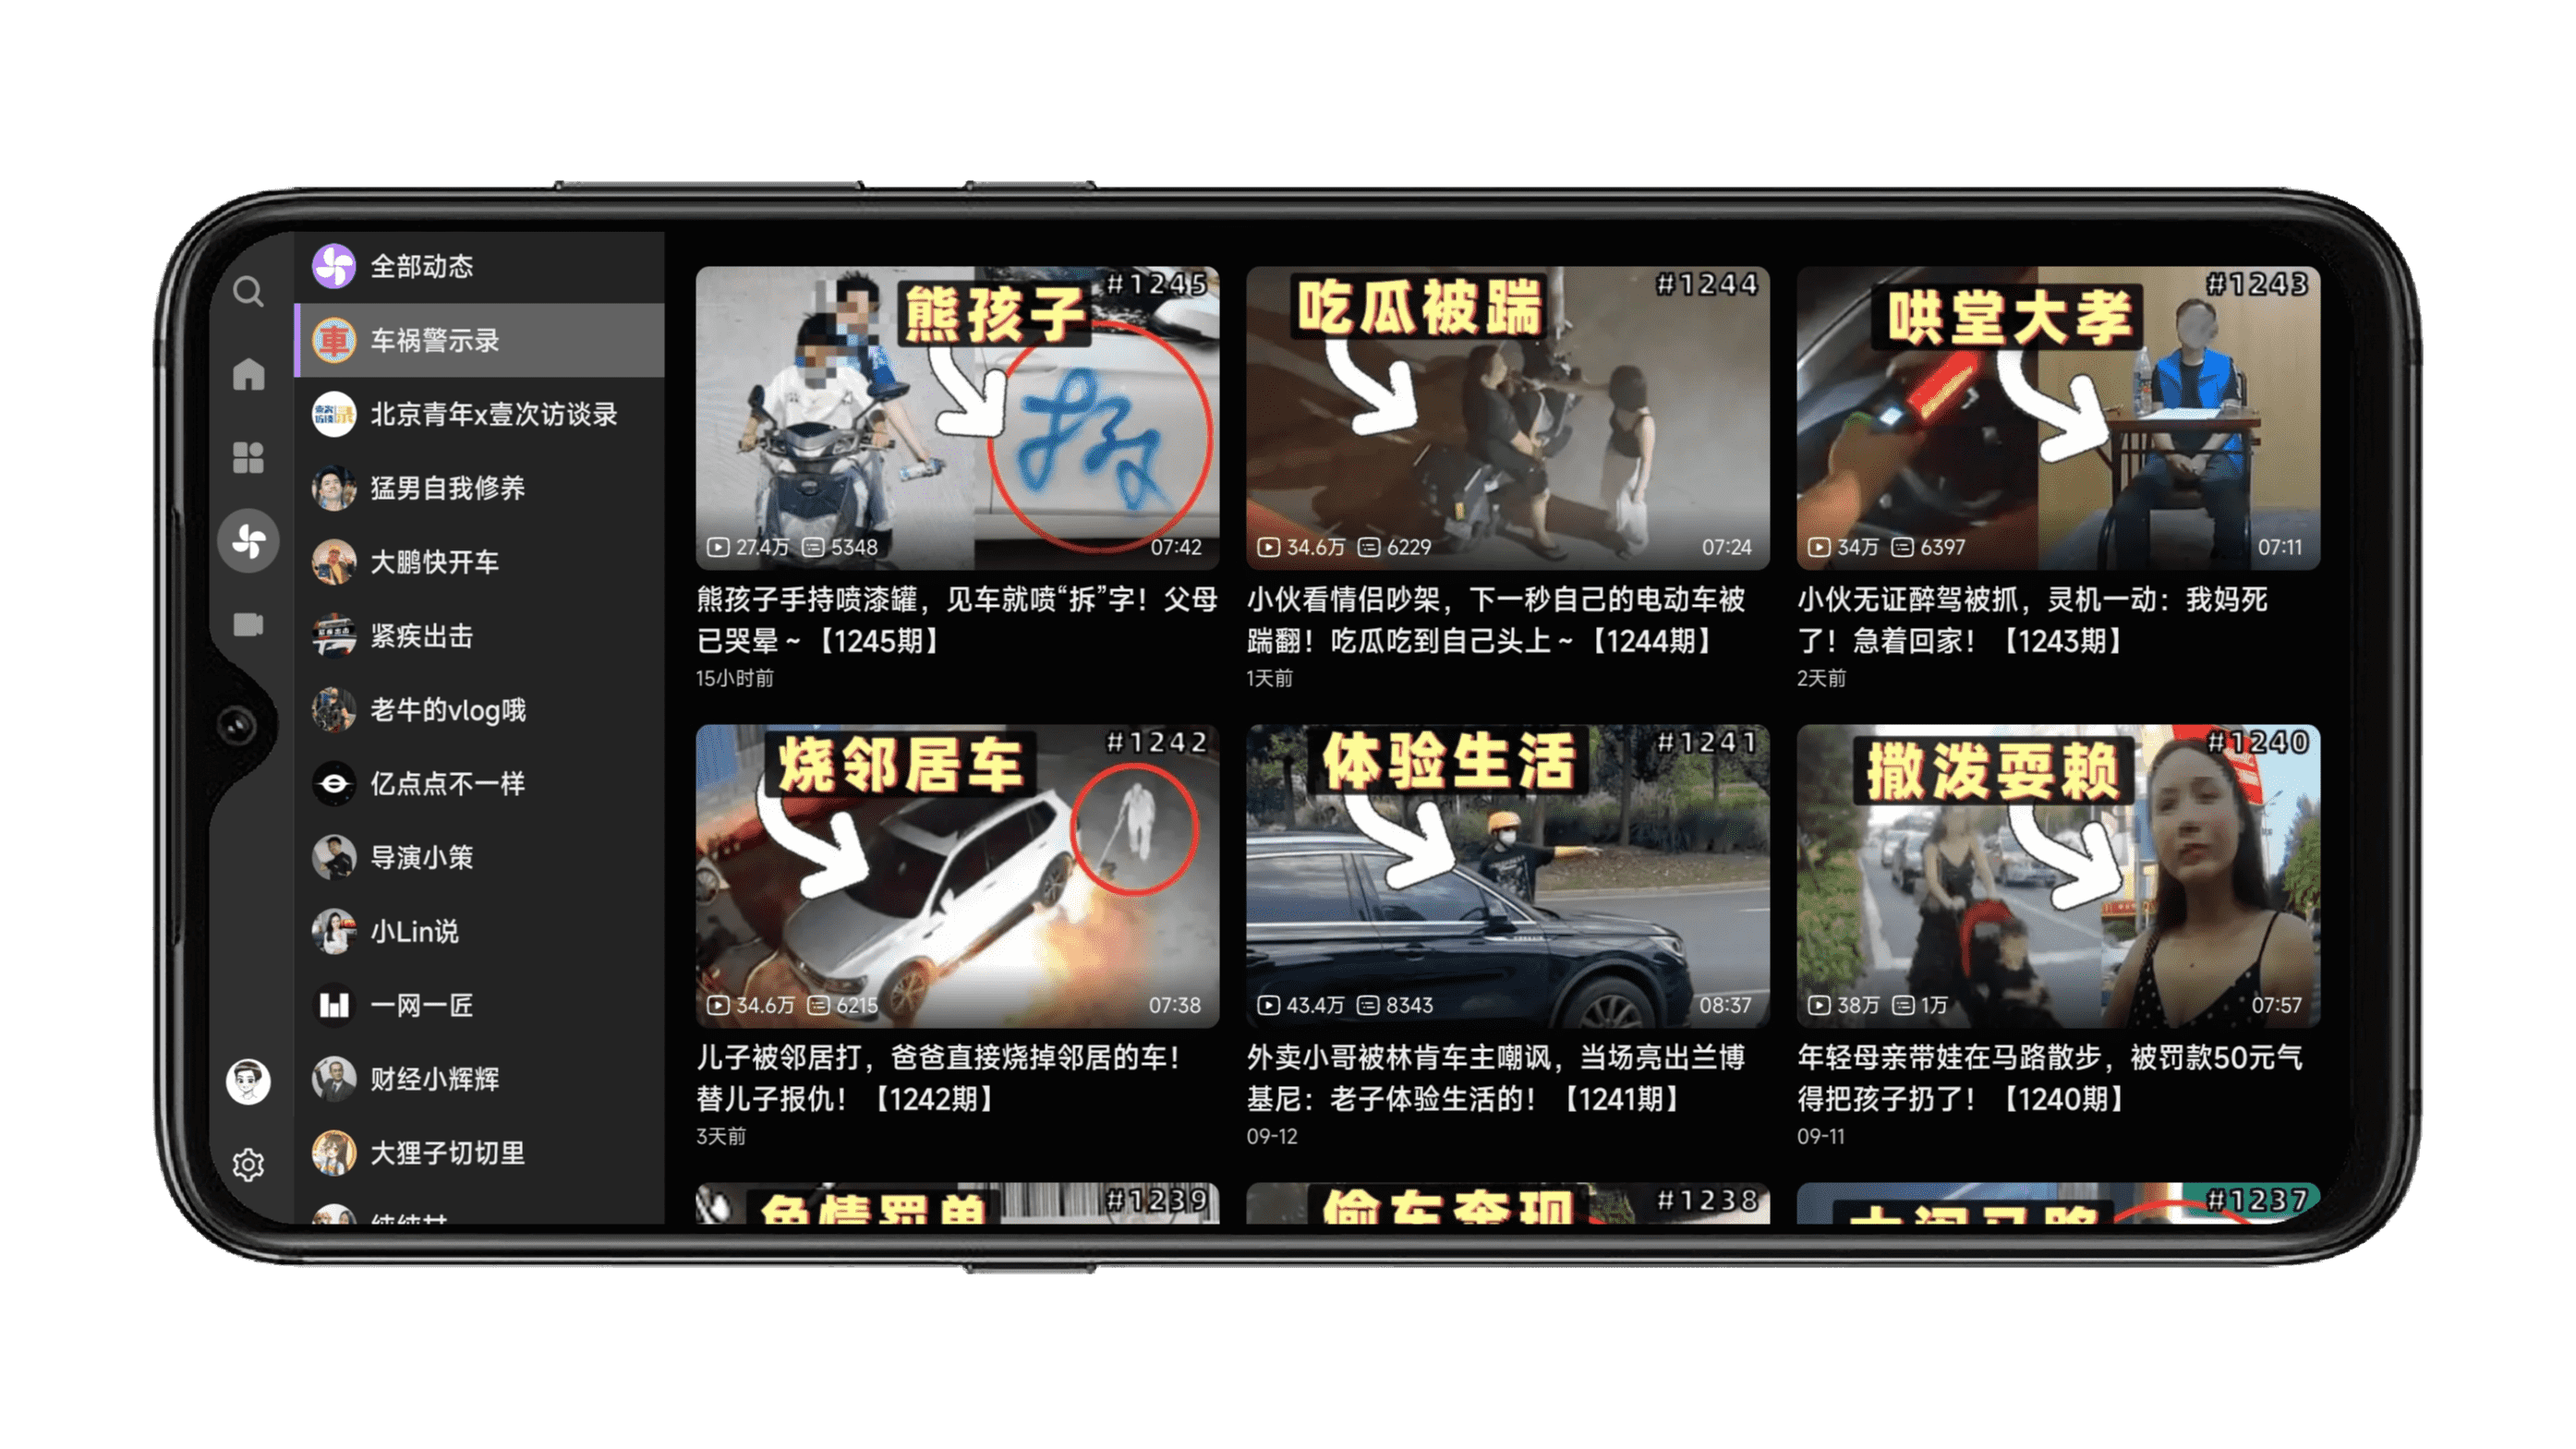 全部动态
车祸警示录
北京青年x壹次访谈录
猛男自我修养
大鹏快开车
紧疾出击
老牛的vlog哦
亿点点不一样
导演小策
小Lin说
一网一匠
财经小辉辉
大狸子切切里
#1245
熊孩子
27.4万 5348 07:42
熊孩子手持喷漆罐，见车就喷“拆”字！父母
已哭晕～【1245期】
15小时前
#1244
吃瓜被踹
34.6万 6229 07:24
小伙看情侣吵架，下一秒自己的电动车被
踹翻！吃瓜吃到自己头上～【1244期】
1天前
#1243
哄堂大孝
34万 6397 07:11
小伙无证醉驾被抓，灵机一动：我妈死
了！急着回家！【1243期】
2天前
#1242
烧邻居车
34.6万 6215 07:38
儿子被邻居打，爸爸直接烧掉邻居的车！
替儿子报仇！【1242期】
3天前
#1241
体验生活
43.4万 8343 08:37
外卖小哥被林肯车主嘲讽，当场亮出兰博
基尼：老子体验生活的！【1241期】
09-12
#1240
撒泼耍赖
38万 1万 07:57
年轻母亲带娃在马路散步，被罚款50元气
得把孩子扔了！【1240期】
09-11
#1239
色情罚单
#1238
偷车奔现
#1237